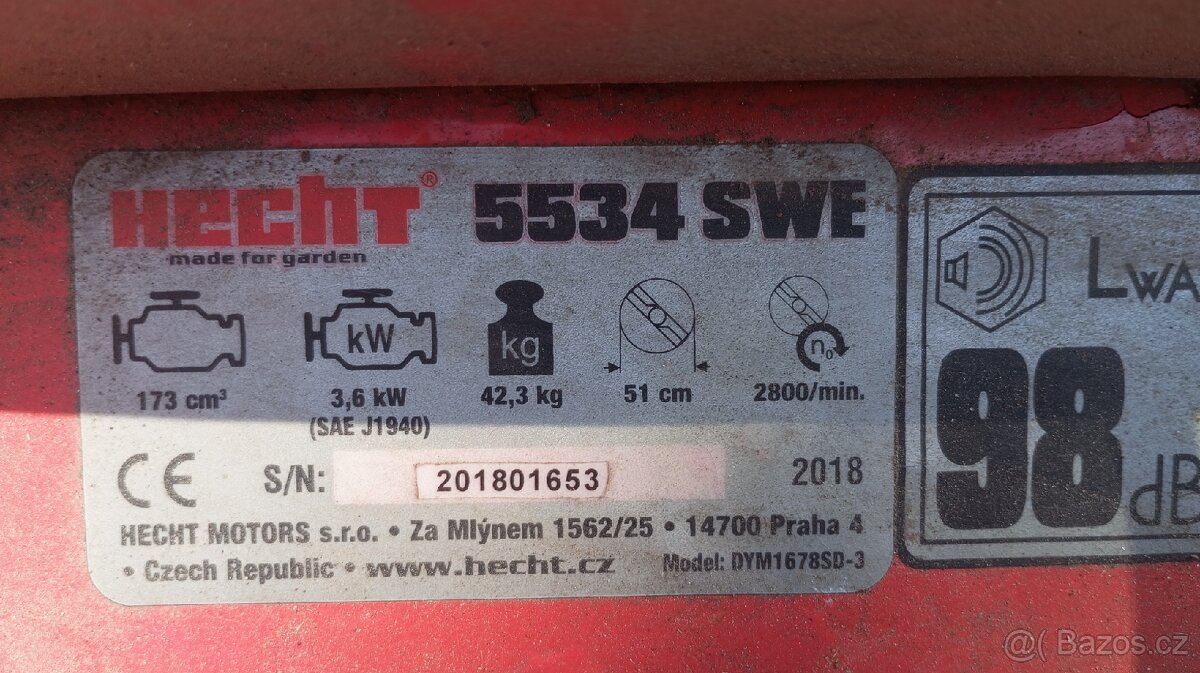 HECHT® 5534 SWE
made for garden
kW kg n₀
173 cm³ 3,6 kW 42,3 kg 51 cm 2800/min.
(SAE J1940)
CE S/N: 201801653 2018
HECHT MOTORS s.r.o. • Za Mlýnem 1562/25 • 14700 Praha 4
• Czech Republic • www.hecht.cz Model: DYM1678SD-3
LWA
98 dB
@( Bazos.cz